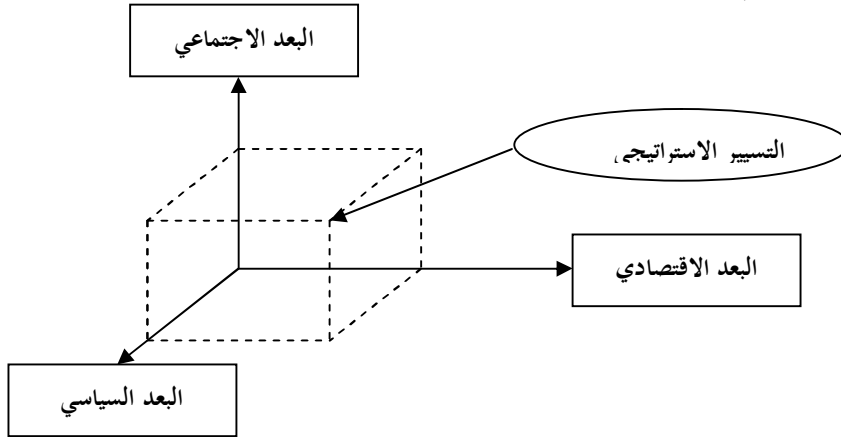 البعد الاجتماعي
التسيير الاستراتيجي
البعد الاقتصادي
البعد السياسي